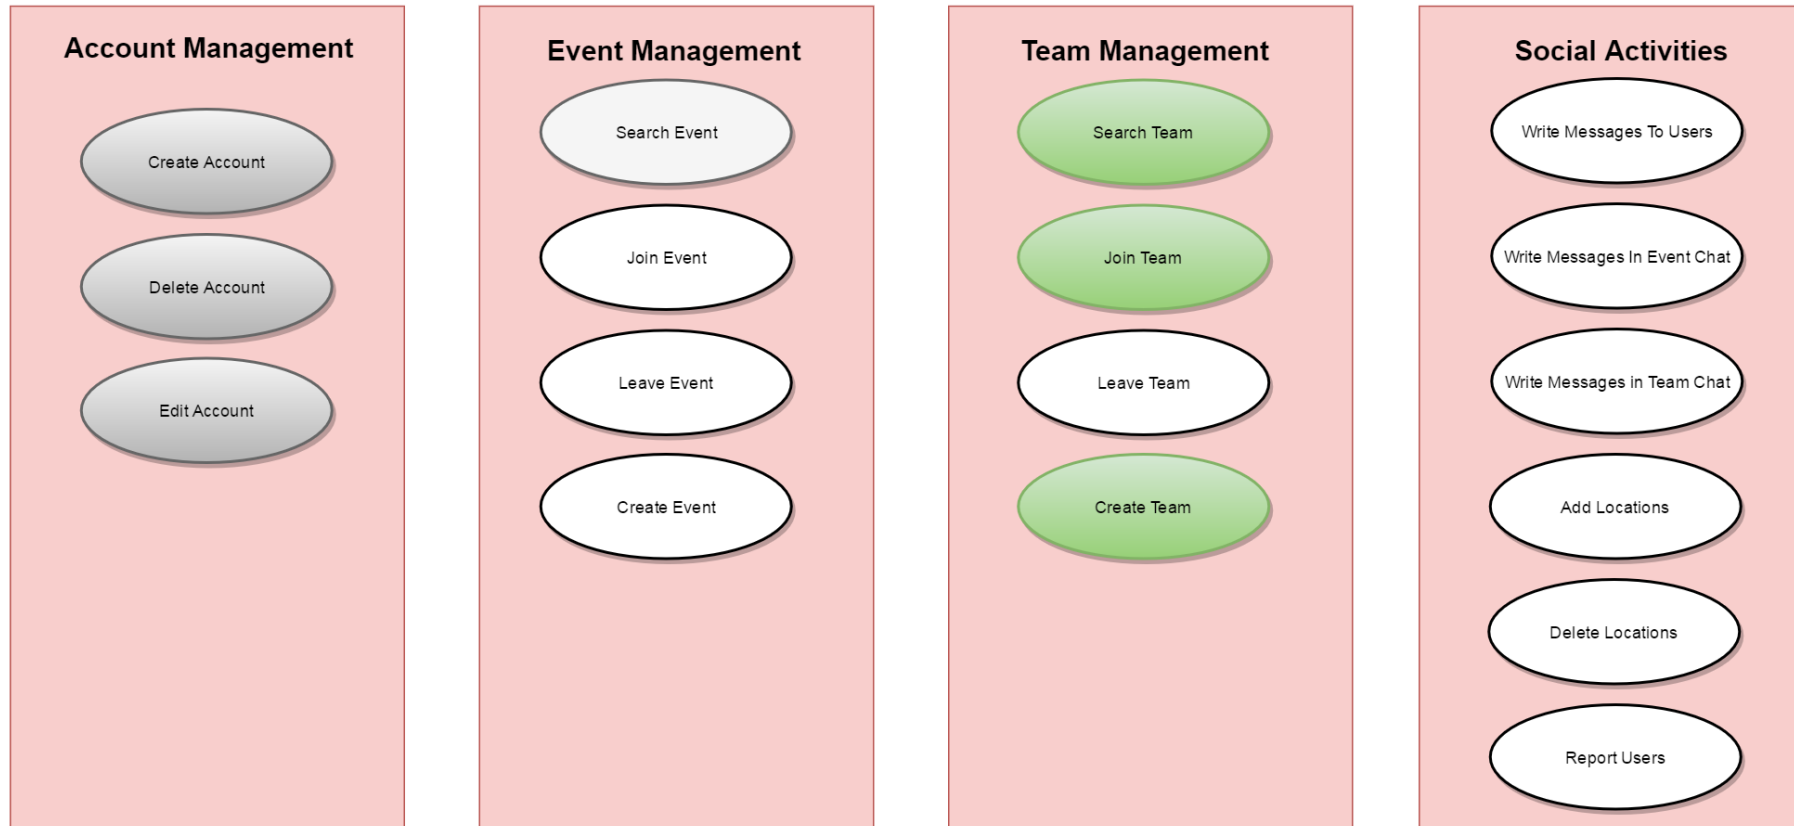 Account Management
Create Account
Delete Account
Edit Account
Event Management
Search Event
Join Event
Leave Event
Create Event
Team Management
Search Team
Join Team
Leave Team
Create Team
Social Activities
Write Messages To Users
Write Messages In Event Chat
Write Messages in Team Chat
Add Locations
Delete Locations
Report Users